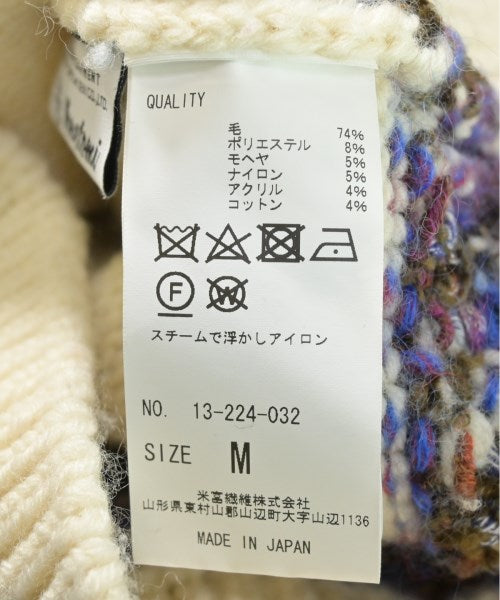 QUALITY
毛 74%
ポリエステル 8%
モヘヤ 5%
ナイロン 5%
アクリル 4%
コットン 4%
F W
スチームで浮かしアイロン
NO. 13-224-032
SIZE M
米富繊維株式会社
山形県東村山郡山辺町大字山辺1136
MADE IN JAPAN